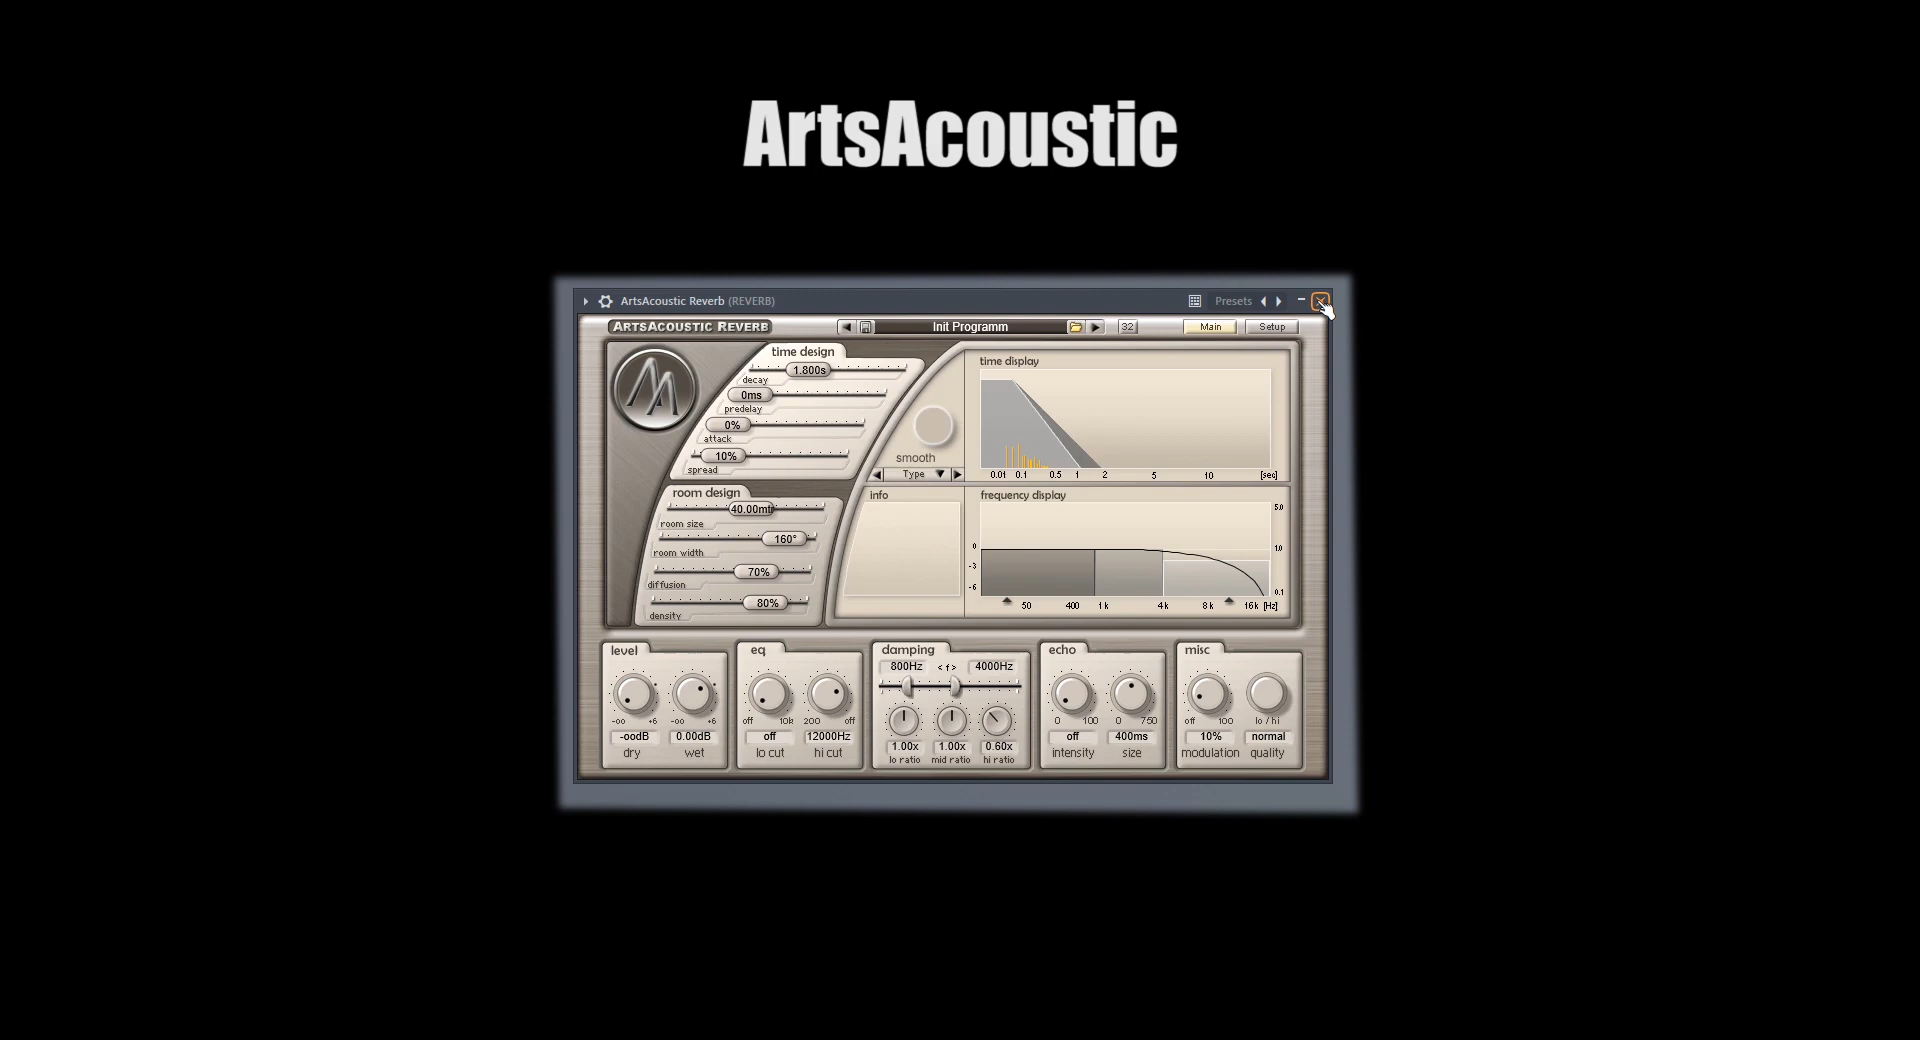 ArtsAcoustic
ArtsAcoustic Reverb (REVERB) Presets
ARTSACOUSTIC REVERB Init Programm 32 Main Setup
time design
1.800s
decay
0ms
predelay
0%
attack
10%
spread
room design
40.00mtr
room size
160°
room width
70%
diffusion
80%
density
smooth
Type
time display
0.01 0.1 0.5 1 2 5 10 [sec]
info
frequency display
5.0
0 1.0
-3
-6 0.1
50 400 1k 4k 8k 16k [Hz]
level
-oo +6 -oo +6
-oodB 0.00dB
dry wet
eq
off 10k 200 off
off 12000Hz
lo cut hi cut
damping
800Hz < f > 4000Hz
1.00x 1.00x 0.60x
lo ratio mid ratio hi ratio
echo
0 100 0 750
off 400ms
intensity size
misc
off 100 lo / hi
10% normal
modulation quality